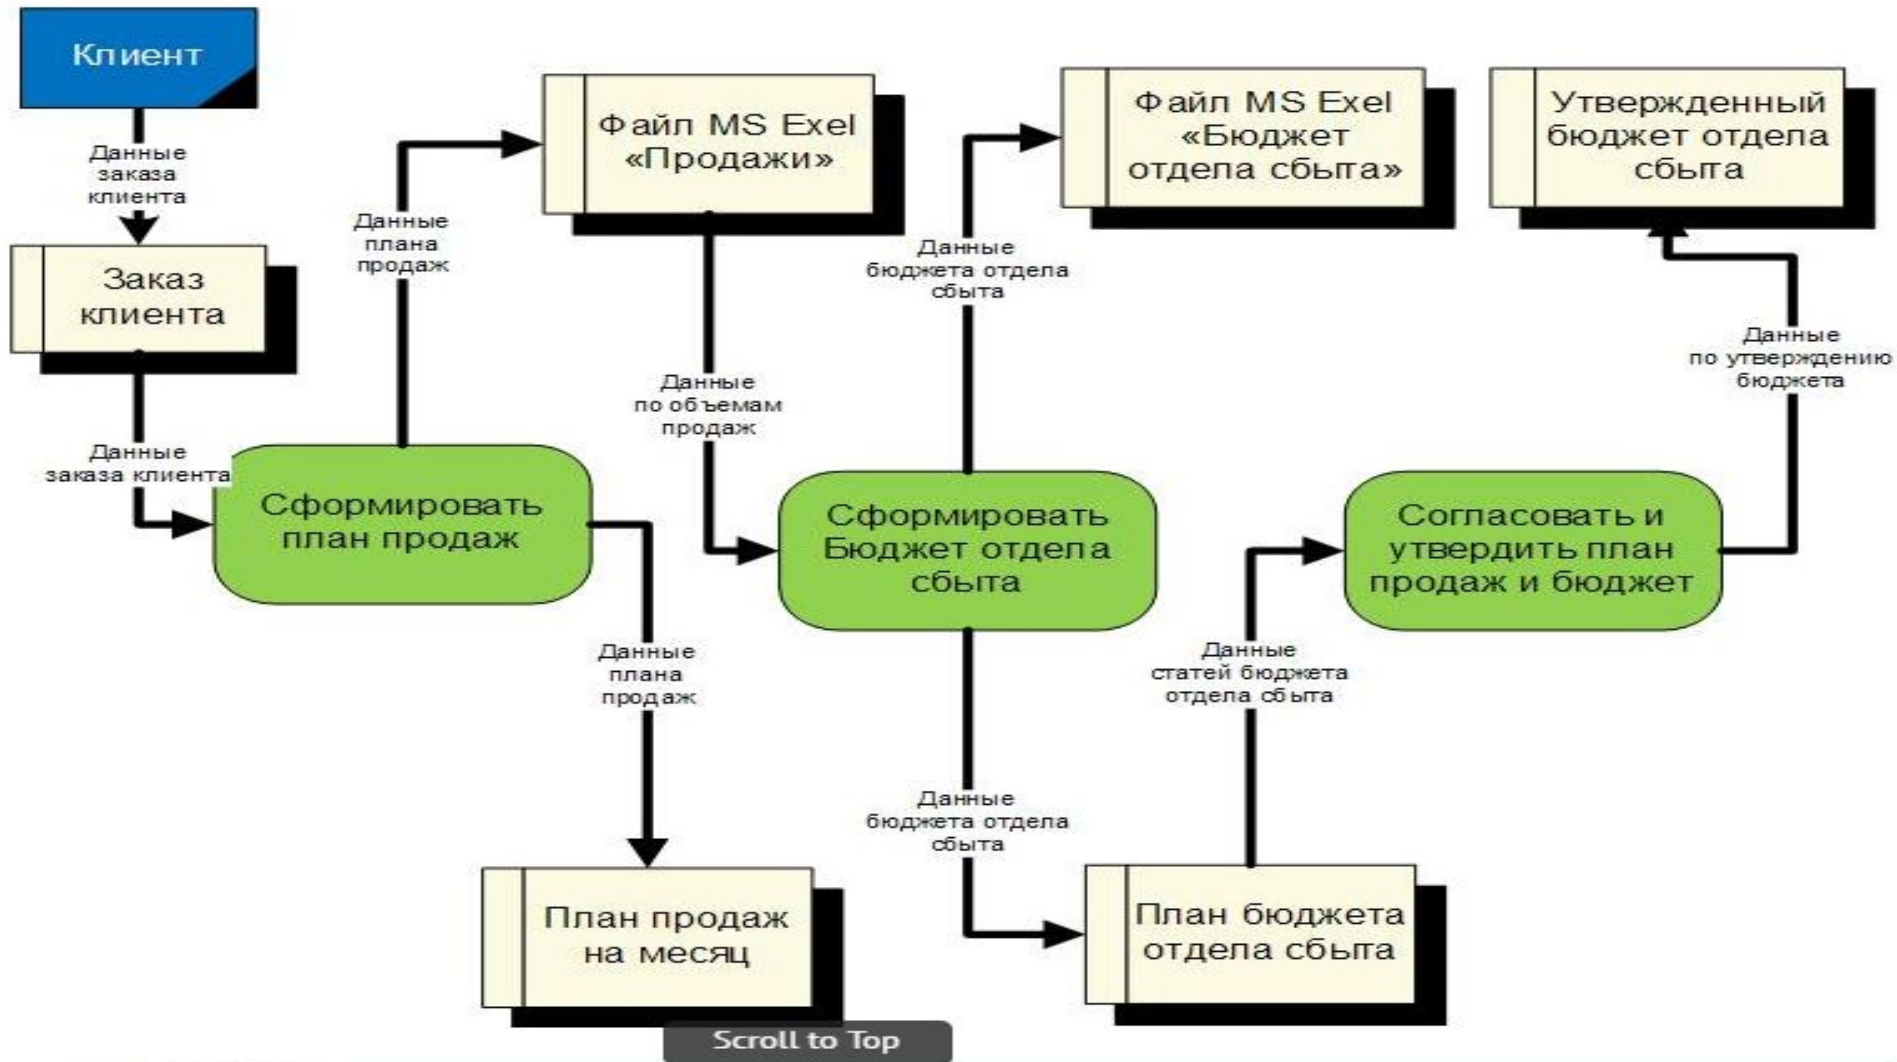 Клиент
Данные
заказа
клиента
Заказ
клиента
Данные
заказа клиента
Сформировать
план продаж
Данные
плана
продаж
Файл MS Exel
«Продажи»
Данные
плана
продаж
План продаж
на месяц
Данные
по объемам
продаж
Сформировать
Бюджет отдела
сбыта
Данные
бюджета отдела
сбыта
Файл MS Exel
«Бюджет
отдела сбыта»
Данные
бюджета отдела
сбыта
План бюджета
отдела сбыта
Данные
статей бюджета
отдела сбыта
Согласовать и
утвердить план
продаж и бюджет
Данные
по утверждению
бюджета
Утвержденный
бюджет отдела
сбыта
Scroll to Top